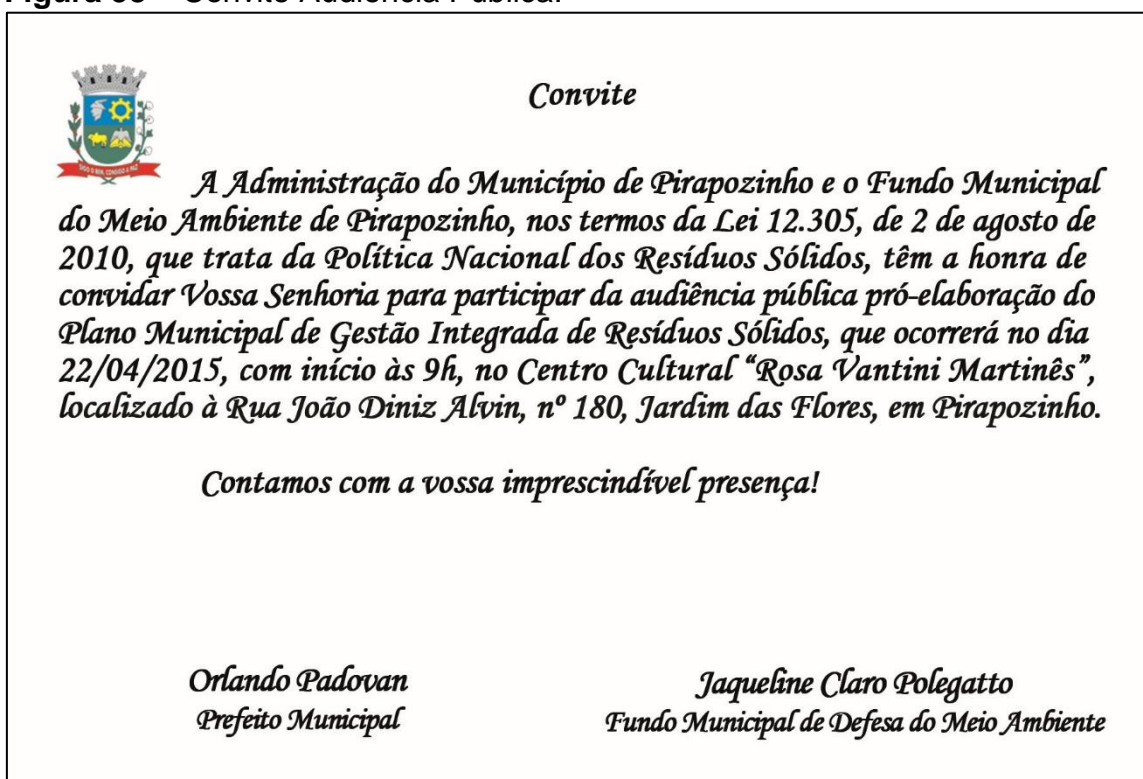 Convite
A Administração do Município de Pirapozinho e o Fundo Municipal
do Meio Ambiente de Pirapozinho, nos termos da Lei 12.305, de 2 de agosto de
2010, que trata da Política Nacional dos Resíduos Sólidos, têm a honra de
convidar Vossa Senhoria para participar da audiência pública pró-elaboração do
Plano Municipal de Gestão Integrada de Resíduos Sólidos, que ocorrerá no dia
22/04/2015, com início às 9h, no Centro Cultural “Rosa Vantini Martinês”,
localizado à Rua João Diniz Alvin, nº 180, Jardim das Flores, em Pirapozinho.
Contamos com a vossa imprescindível presença!
Orlando Padovan
Prefeito Municipal
Jaqueline Claro Polegatto
Fundo Municipal de Defesa do Meio Ambiente